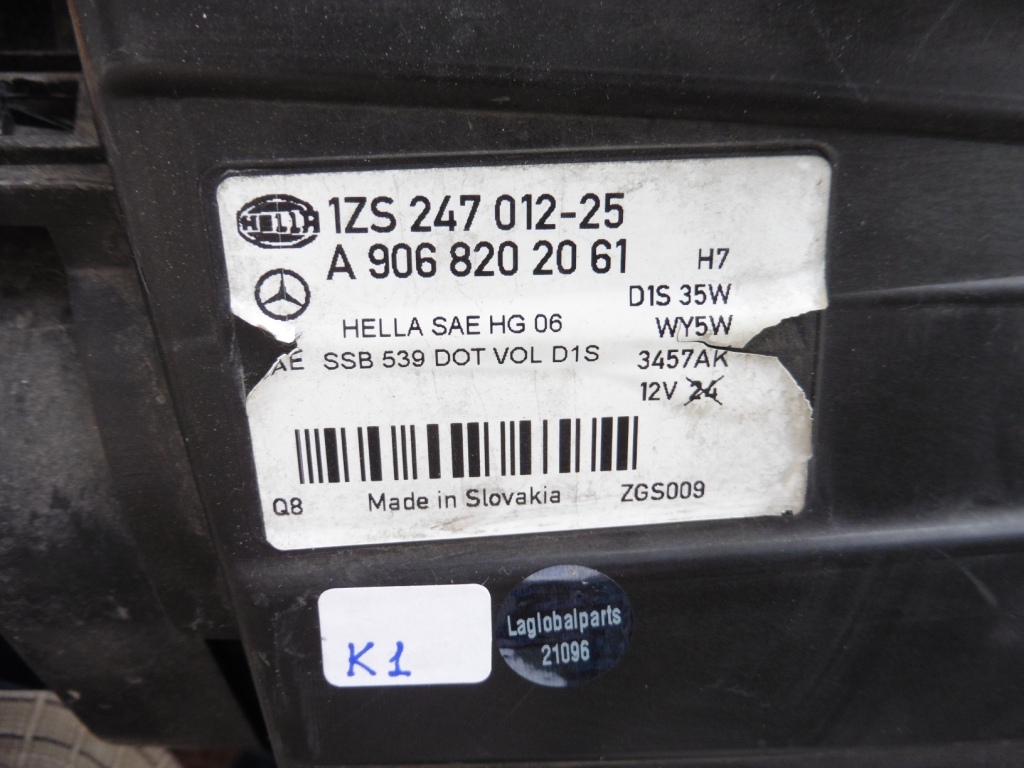 HELLA
1ZS 247 012-25
A 906 820 20 61
H7
D1S 35W
HELLA SAE HG 06
WY5W
AE SSB 539 DOT VOL D1S
3457AK
12V 24
Q8
Made in Slovakia
ZGS009
K1
Laglobalparts
21096